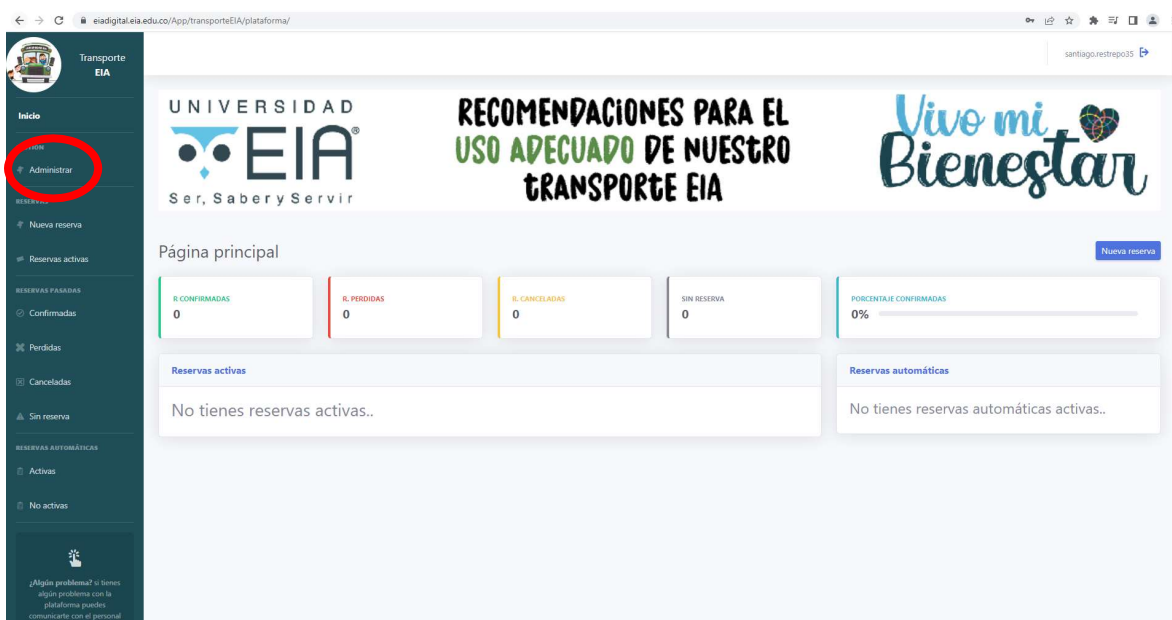 eiadigital.eia.edu.co/App/transporteEIA/plataforma/
Transporte
EIA
santiago.restrepo35
Inicio
Administrar
RESERVAS
Nueva reserva
Reservas activas
RESERVAS PASADAS
Confirmadas
Perdidas
Canceladas
Sin reserva
RESERVAS AUTOMÁTICAS
Activas
No activas
¿Algún problema? si tienes
algún problema con la
plataforma puedes
comunicarte con el personal
UNIVERSIDAD
EIA®
Ser, Saber y Servir
RECOMENDACIONES PARA EL
USO ADECUADO DE NUESTRO
TRANSPORTE EIA
Vivo mi
Bienestar
Página principal
Nueva reserva
R CONFIRMADAS
0
R. PERDIDAS
0
R. CANCELADAS
0
SIN RESERVA
0
PORCENTAJE CONFIRMADAS
0%
Reservas activas
No tienes reservas activas..
Reservas automáticas
No tienes reservas automáticas activas..